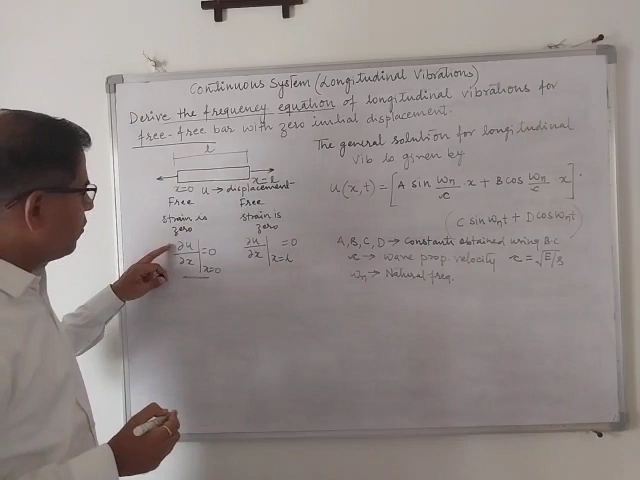 Continuous System (Longitudinal Vibrations)
Derive the frequency equation of longitudinal vibrations for
free-free bar with zero initial displacement.
l
x=0 u → displacement x=l
Free Free
strain is zero strain is zero
∂u/∂x |x=0 = 0 ∂u/∂x |x=l = 0
The general solution for longitudinal
vib is given by
u(x,t) = [A sin ωn/c · x + B cos ωn/c · x] ·
(C sin ωnt + D cos ωnt)
A, B, C, D → Constants obtained using B.C
c → wave prop. velocity c = √E/ρ
ωn → Natural freq.